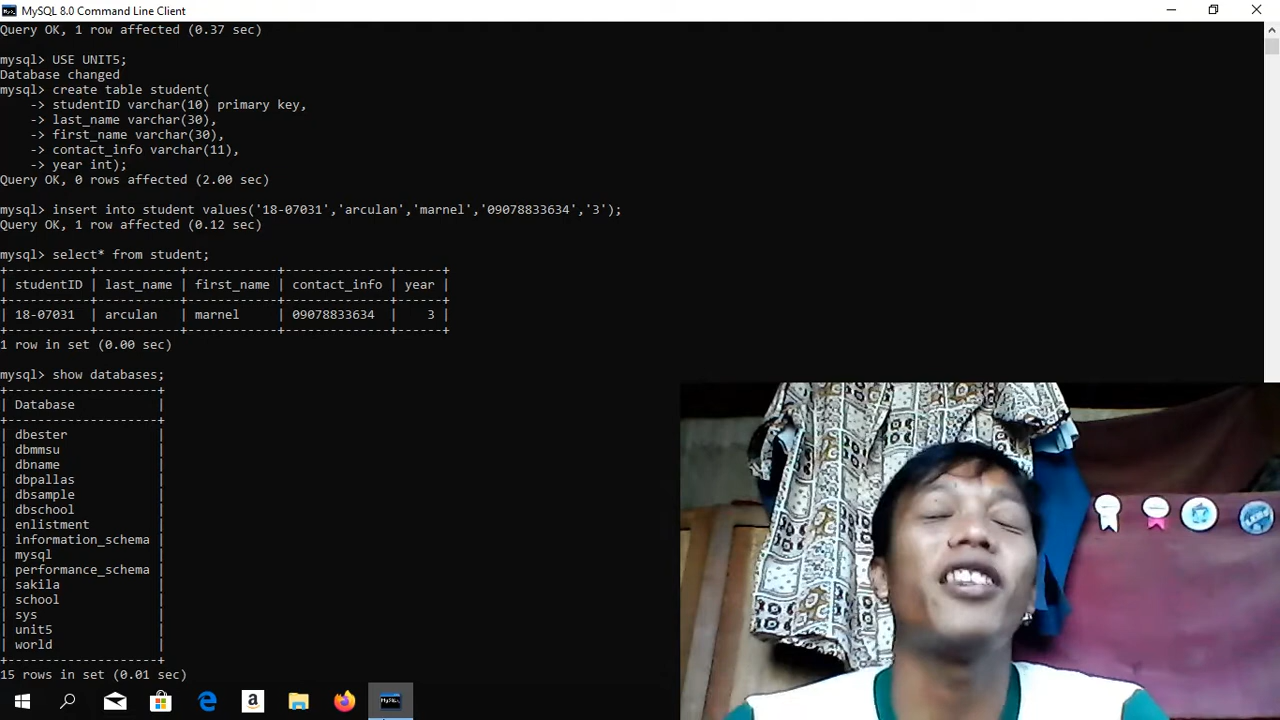 MySQL 8.0 Command Line Client
Query OK, 1 row affected (0.37 sec)
mysql> USE UNIT5;
Database changed
mysql> create table student(
    -> studentID varchar(10) primary key,
    -> last_name varchar(30),
    -> first_name varchar(30),
    -> contact_info varchar(11),
    -> year int);
Query OK, 0 rows affected (2.00 sec)
mysql> insert into student values('18-07031','arculan','marnel','09078833634','3');
Query OK, 1 row affected (0.12 sec)
mysql> select* from student;
+-----------+-----------+------------+--------------+------+
| studentID | last_name | first_name | contact_info | year |
+-----------+-----------+------------+--------------+------+
| 18-07031  | arculan   | marnel     | 09078833634  |    3 |
+-----------+-----------+------------+--------------+------+
1 row in set (0.00 sec)
mysql> show databases;
+--------------------+
| Database           |
+--------------------+
| dbester            |
| dbmmsu             |
| dbname             |
| dbpallas           |
| dbsample           |
| dbschool           |
| enlistment         |
| information_schema |
| mysql              |
| performance_schema |
| sakila             |
| school             |
| sys                |
| unit5              |
| world              |
+--------------------+
15 rows in set (0.01 sec)